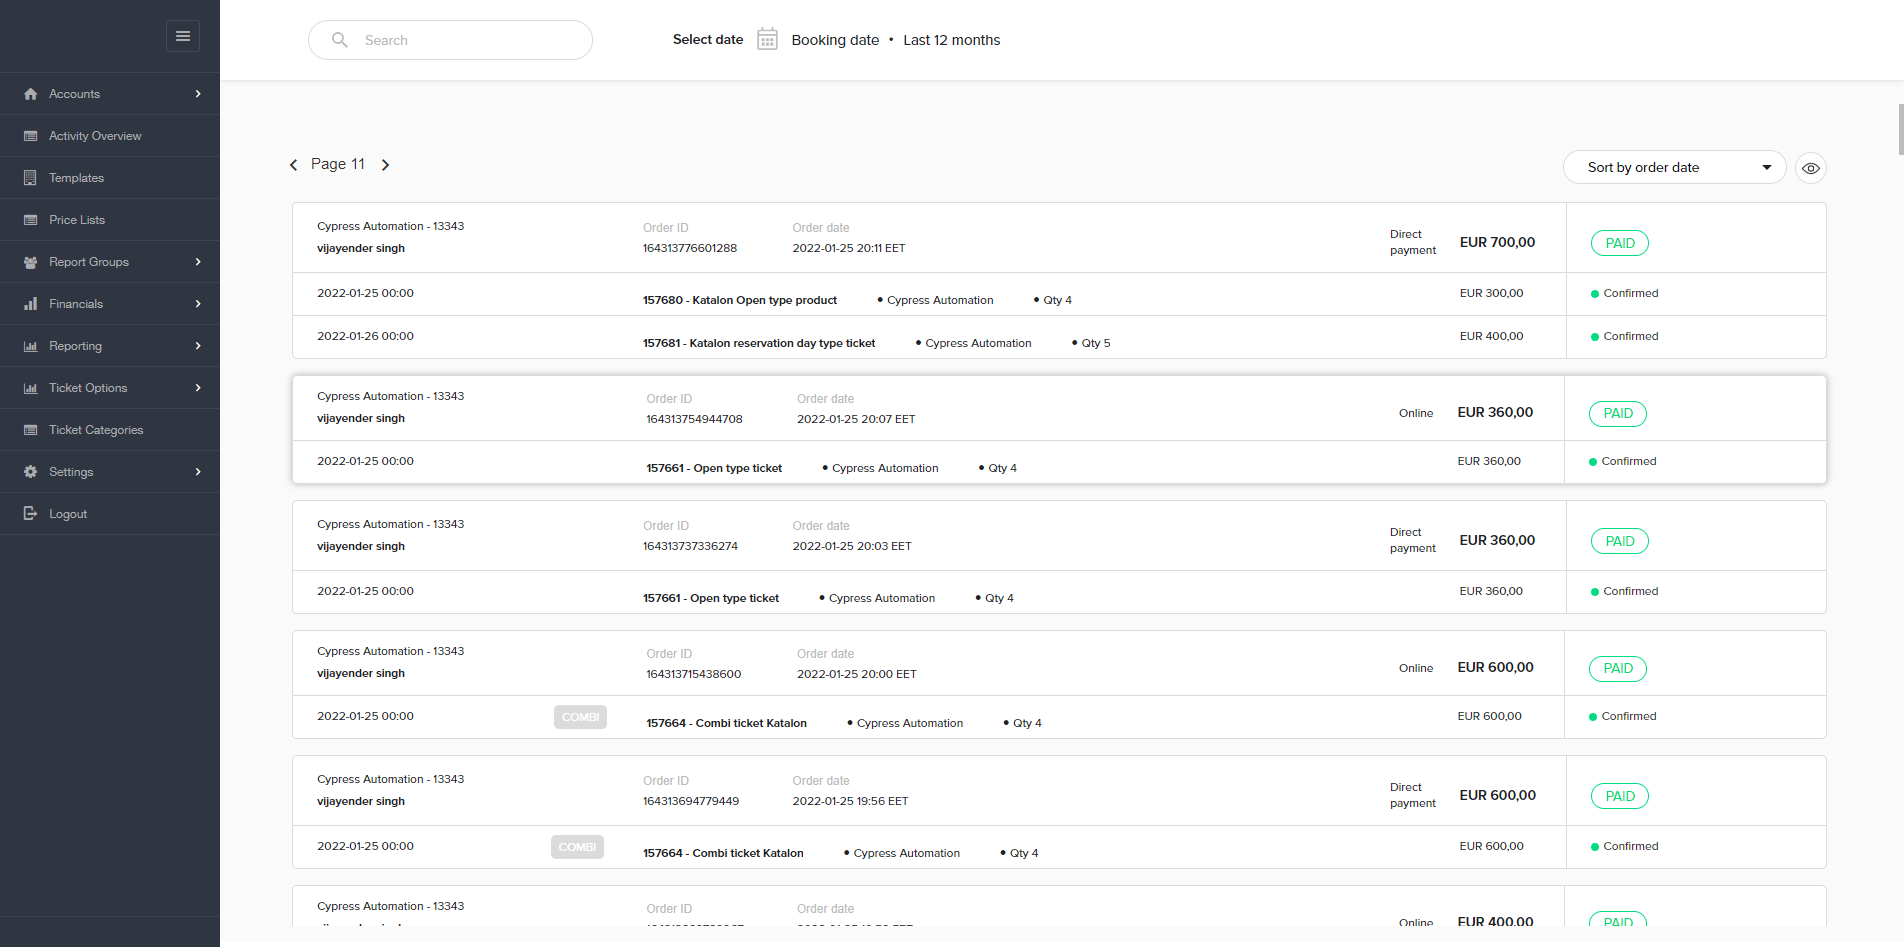 Search
Select date Booking date • Last 12 months
Accounts
Activity Overview
Templates
Price Lists
Report Groups
Financials
Reporting
Ticket Options
Ticket Categories
Settings
Logout
Page 11
Sort by order date
Cypress Automation - 13343 Order ID Order date
vijayender singh 164313776601288 2022-01-25 20:11 EET Direct payment EUR 700,00 PAID
2022-01-25 00:00 157680 - Katalon Open type product • Cypress Automation • Qty 4 EUR 300,00 Confirmed
2022-01-26 00:00 157681 - Katalon reservation day type ticket • Cypress Automation • Qty 5 EUR 400,00 Confirmed
Cypress Automation - 13343 Order ID Order date
vijayender singh 164313754944708 2022-01-25 20:07 EET Online EUR 360,00 PAID
2022-01-25 00:00 157661 - Open type ticket • Cypress Automation • Qty 4 EUR 360,00 Confirmed
Cypress Automation - 13343 Order ID Order date
vijayender singh 164313737336274 2022-01-25 20:03 EET Direct payment EUR 360,00 PAID
2022-01-25 00:00 157661 - Open type ticket • Cypress Automation • Qty 4 EUR 360,00 Confirmed
Cypress Automation - 13343 Order ID Order date
vijayender singh 164313715438600 2022-01-25 20:00 EET Online EUR 600,00 PAID
2022-01-25 00:00 COMBI 157664 - Combi ticket Katalon • Cypress Automation • Qty 4 EUR 600,00 Confirmed
Cypress Automation - 13343 Order ID Order date
vijayender singh 164313694779449 2022-01-25 19:56 EET Direct payment EUR 600,00 PAID
2022-01-25 00:00 COMBI 157664 - Combi ticket Katalon • Cypress Automation • Qty 4 EUR 600,00 Confirmed
Cypress Automation - 13343 Order ID Order date
Online EUR 400,00 PAID